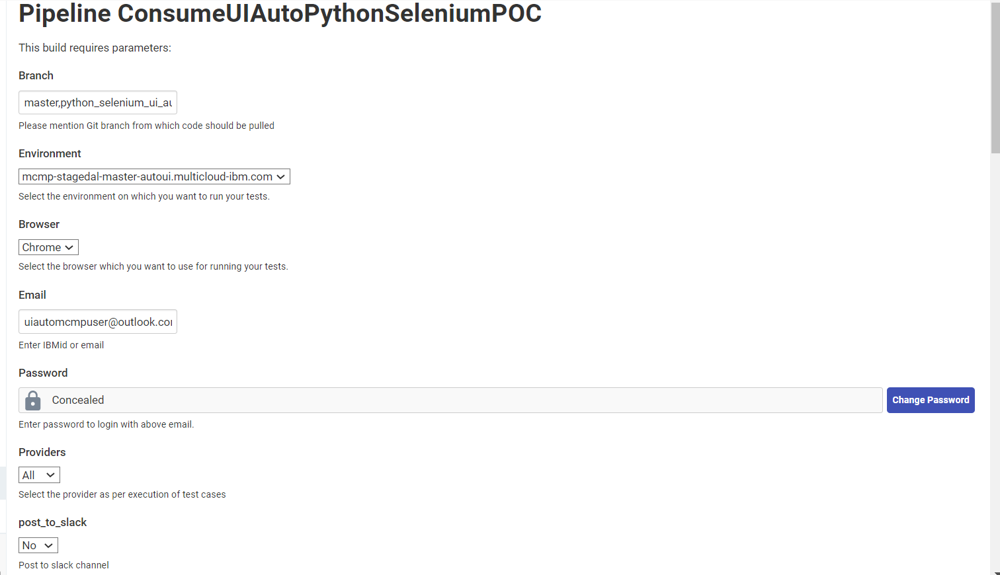 Pipeline ConsumeUIAutoPythonSeleniumPOC
This build requires parameters:
Branch
master,python_selenium_ui_au
Please mention Git branch from which code should be pulled
Environment
mcmp-stagedal-master-autoui.multicloud-ibm.com
Select the environment on which you want to run your tests.
Browser
Chrome
Select the browser which you want to use for running your tests.
Email
uiautomcmpuser@outlook.co
Enter IBMid or email
Password
Concealed
Change Password
Enter password to login with above email.
Providers
All
Select the provider as per execution of test cases
post_to_slack
No
Post to slack channel